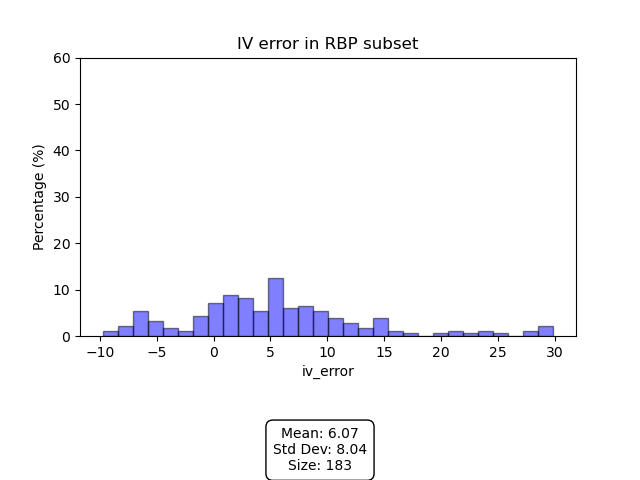 IV error in RBP subset
60
50
40
30
20
10
0
Percentage (%)
−10 −5 0 5 10 15 20 25 30
iv_error
Mean: 6.07
Std Dev: 8.04
Size: 183